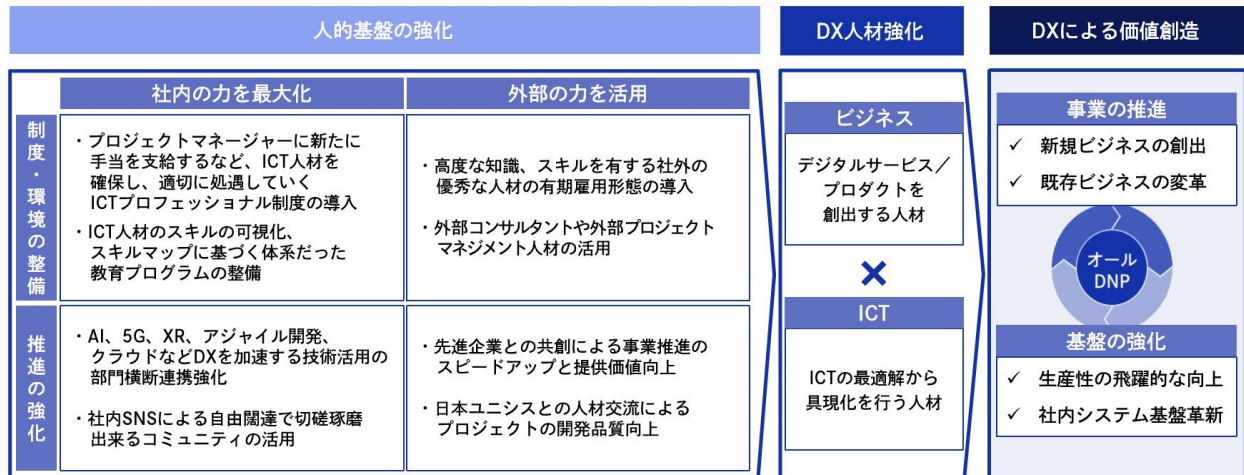 人的基盤の強化
DX人材強化
DXによる価値創造
社内の力を最大化
外部の力を活用
制度・環境の整備
・プロジェクトマネージャーに新たに
手当を支給するなど、ICT人材を
確保し、適切に処遇していく
ICTプロフェッショナル制度の導入
・ICT人材のスキルの可視化、
スキルマップに基づく体系だった
教育プログラムの整備
・高度な知識、スキルを有する社外の
優秀な人材の有期雇用形態の導入
・外部コンサルタントや外部プロジェクト
マネジメント人材の活用
推進の強化
・AI、5G、XR、アジャイル開発、
クラウドなどDXを加速する技術活用の
部門横断連携強化
・社内SNSによる自由闊達で切磋琢磨
出来るコミュニティの活用
・先進企業との共創による事業推進の
スピードアップと提供価値向上
・日本ユニシスとの人材交流による
プロジェクトの開発品質向上
ビジネス
デジタルサービス／
プロダクトを
創出する人材
×
ICT
ICTの最適解から
具現化を行う人材
事業の推進
✓ 新規ビジネスの創出
✓ 既存ビジネスの変革
オール
DNP
基盤の強化
✓ 生産性の飛躍的な向上
✓ 社内システム基盤革新